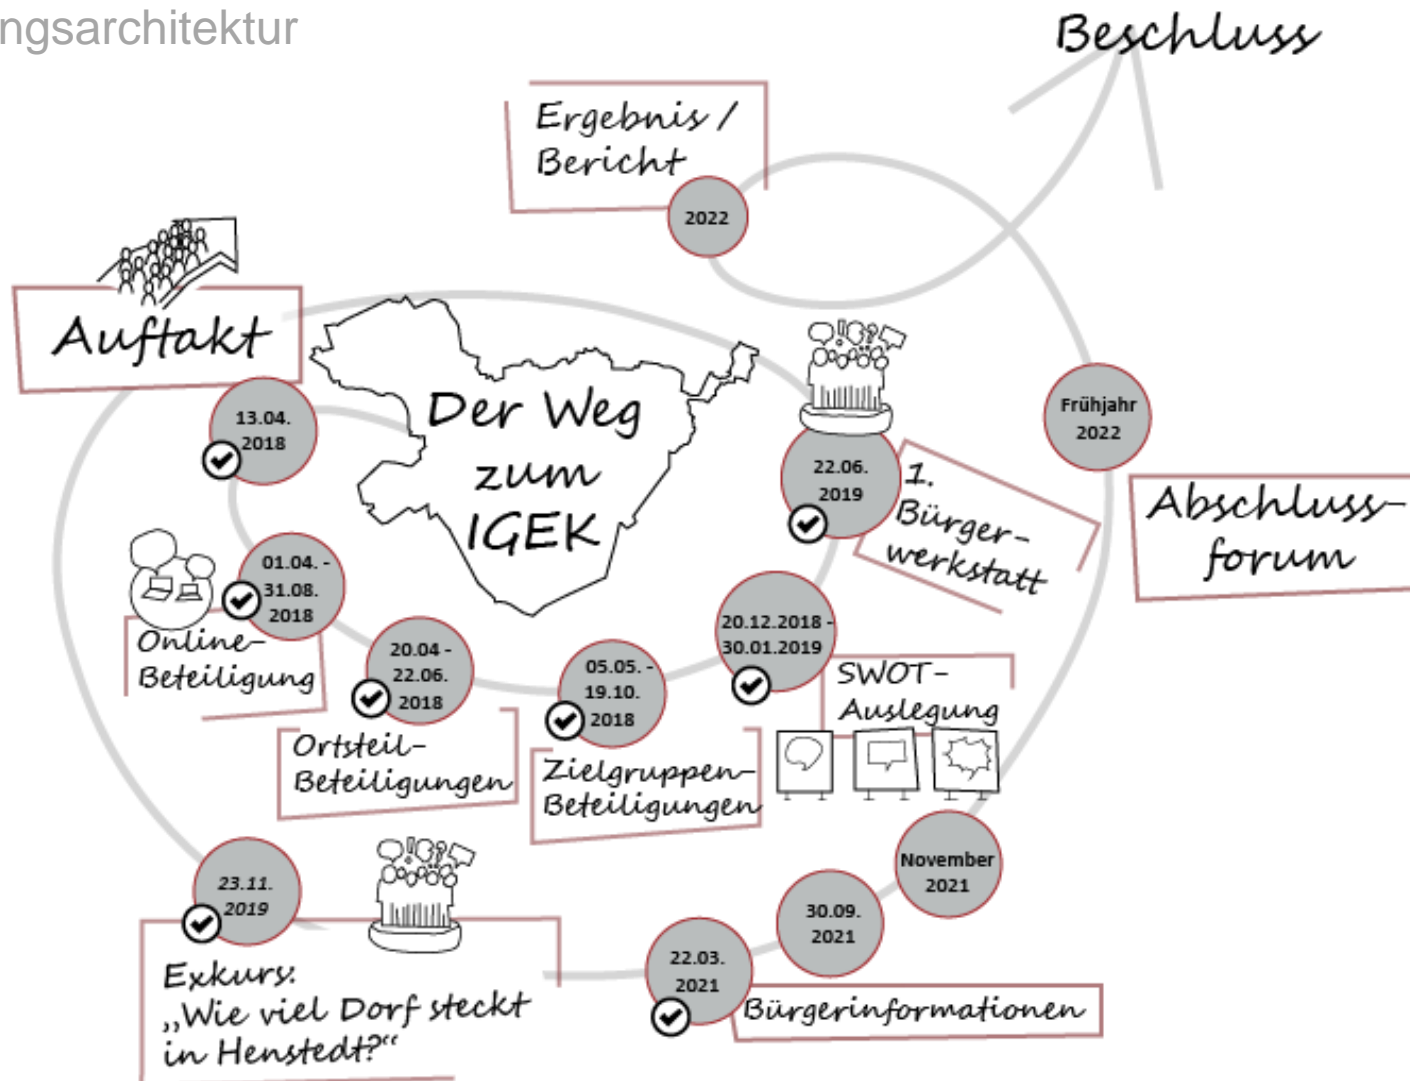 ngsarchitektur
Beschluss
Ergebnis /
Bericht
2022
Auftakt
13.04.
2018
Der Weg
zum
IGEK
22.06.
2019
1.
Bürger-
werkstatt
Frühjahr
2022
Abschluss-
forum
01.04. -
31.08.
2018
Online-
Beteiligung
20.04 -
22.06.
2018
Ortsteil-
Beteiligungen
05.05. -
19.10.
2018
Zielgruppen-
Beteiligungen
20.12.2018 -
30.01.2019
SWOT-
Auslegung
23.11.
2019
Exkurs:
„Wie viel Dorf steckt
in Henstedt?“
22.03.
2021
30.09.
2021
November
2021
Bürgerinformationen